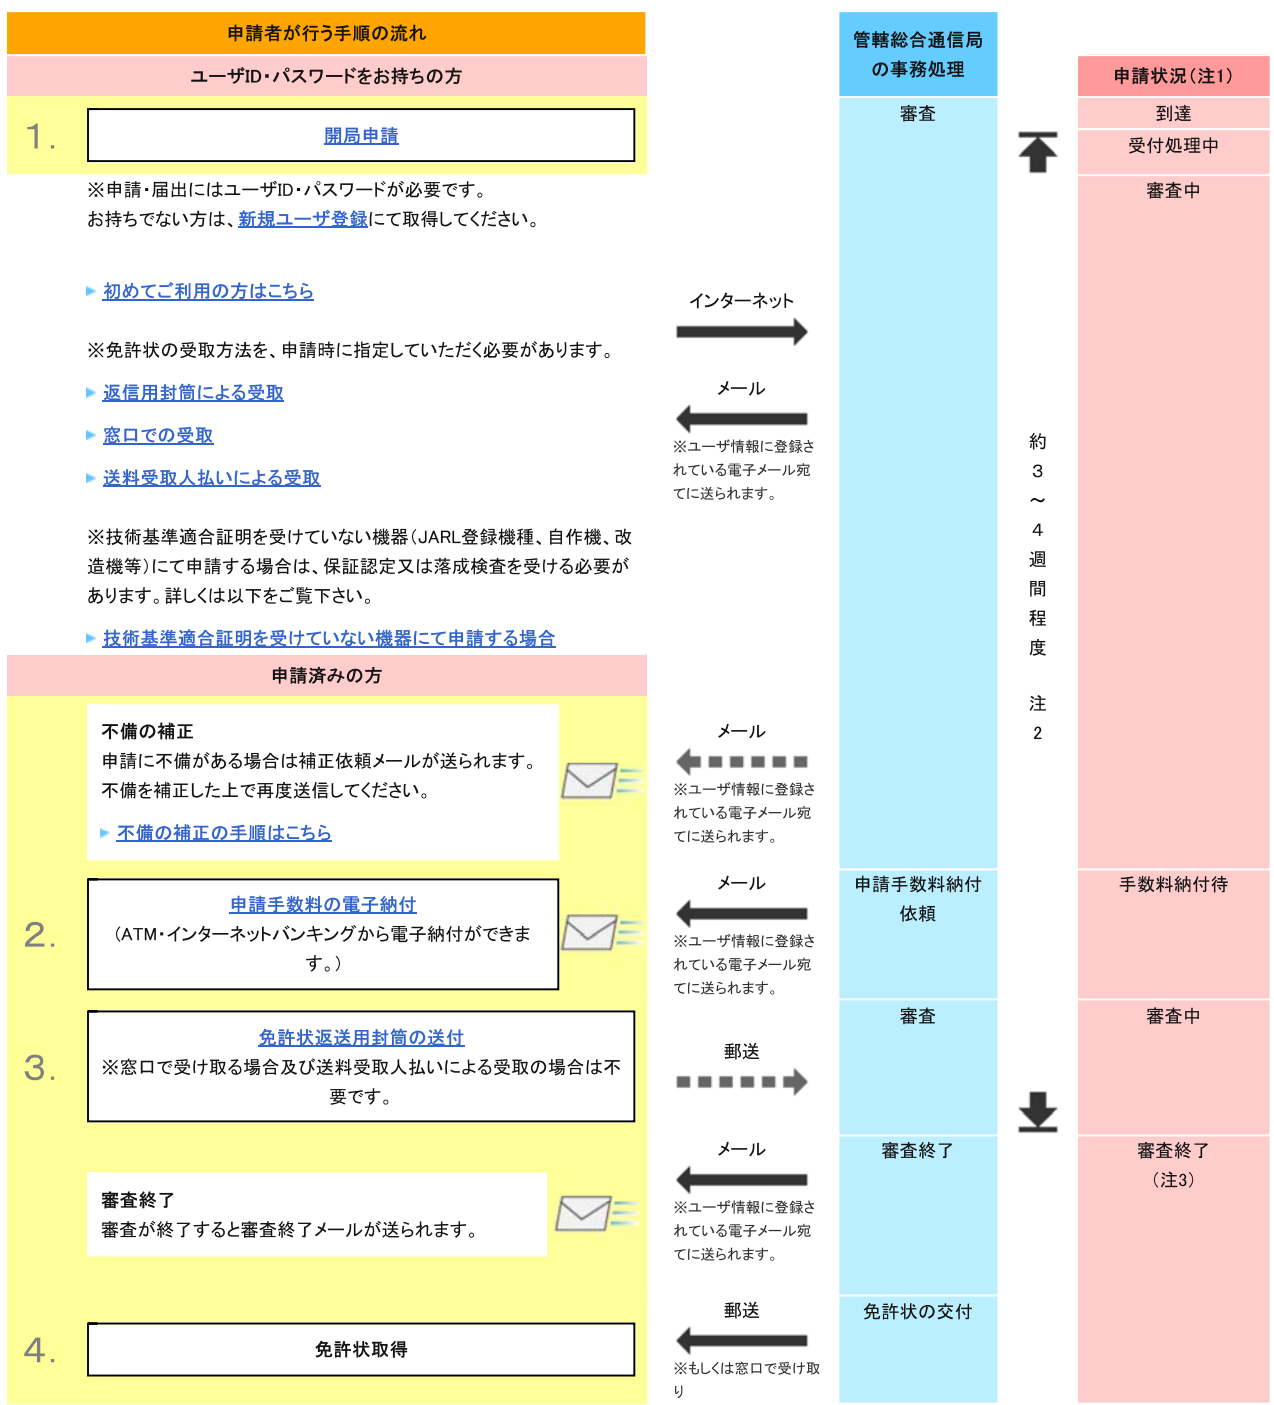 申請者が行う手順の流れ
ユーザID・パスワードをお持ちの方
1.
開局申請
※申請・届出にはユーザID・パスワードが必要です。
お持ちでない方は、新規ユーザ登録にて取得してください。
初めてご利用の方はこちら
※免許状の受取方法を、申請時に指定していただく必要があります。
返信用封筒による受取
窓口での受取
送料受取人払いによる受取
※技術基準適合証明を受けていない機器（JARL登録機種、自作機、改
造機等）にて申請する場合は、保証認定又は落成検査を受ける必要が
あります。詳しくは以下をご覧下さい。
技術基準適合証明を受けていない機器にて申請する場合
インターネット
メール
※ユーザ情報に登録さ
れている電子メール宛
てに送られます。
管轄総合通信局
の事務処理
審査
約
3
～
4
週
間
程
度
注
2
申請状況（注1）
到達
受付処理中
審査中
申請済みの方
不備の補正
申請に不備がある場合は補正依頼メールが送られます。
不備を補正した上で再度送信してください。
不備の補正の手順はこちら
メール
※ユーザ情報に登録さ
れている電子メール宛
てに送られます。
2.
申請手数料の電子納付
（ATM・インターネットバンキングから電子納付ができま
す。）
メール
※ユーザ情報に登録さ
れている電子メール宛
てに送られます。
申請手数料納付
依頼
手数料納付待
3.
免許状返送用封筒の送付
※窓口で受け取る場合及び送料受取人払いによる受取の場合は不
要です。
郵送
審査
審査中
審査終了
審査が終了すると審査終了メールが送られます。
メール
※ユーザ情報に登録さ
れている電子メール宛
てに送られます。
審査終了
審査終了
（注3）
4.
免許状取得
郵送
※もしくは窓口で受け取
り
免許状の交付